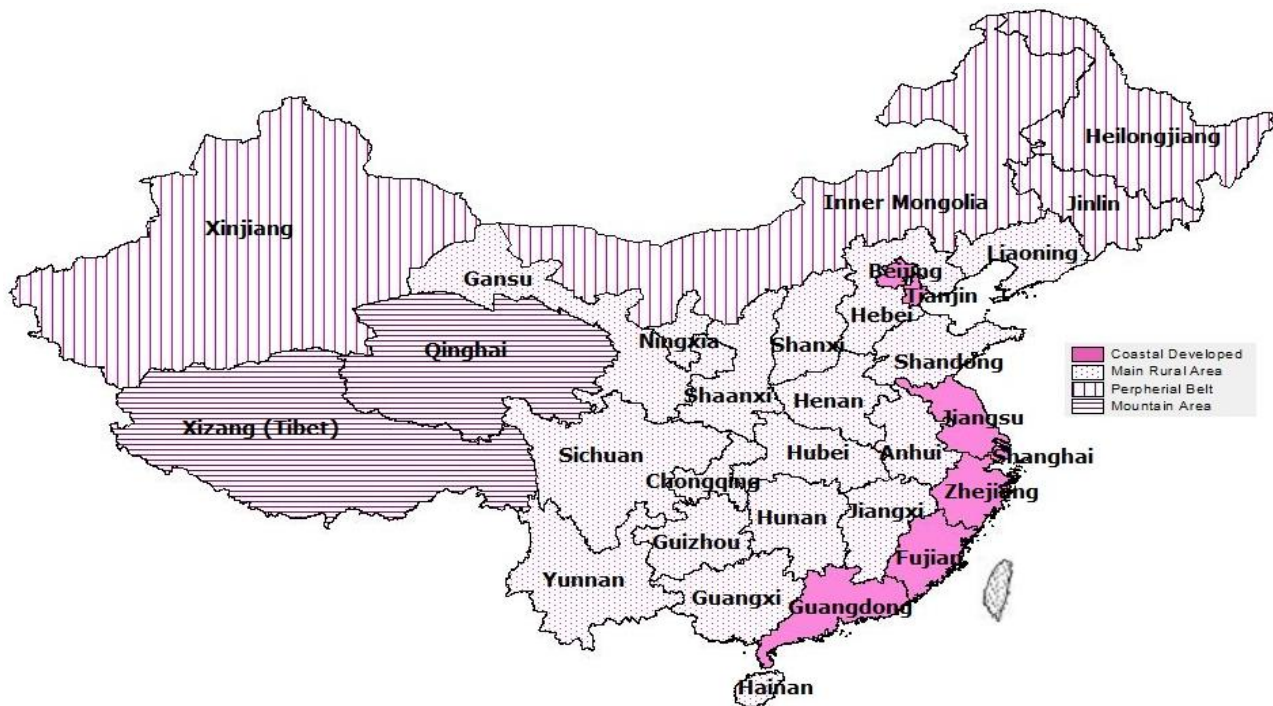 Heilongjiang
Jinlin
Inner Mongolia
Xinjiang
Liaoning
Beijing
Gansu
Tianjin
Hebei
Ningxia
Shanxi
Qinghai
Shandong
Shaanxi
Henan
Jiangsu
Xizang (Tibet)
Sichuan
Hubei
Anhui
Shanghai
Chongqing
Zhejiang
Hunan
Jiangxi
Guizhou
Fujian
Yunnan
Guangxi
Guangdong
Hainan
Coastal Developed
Main Rural Area
Perpherial Belt
Mountain Area